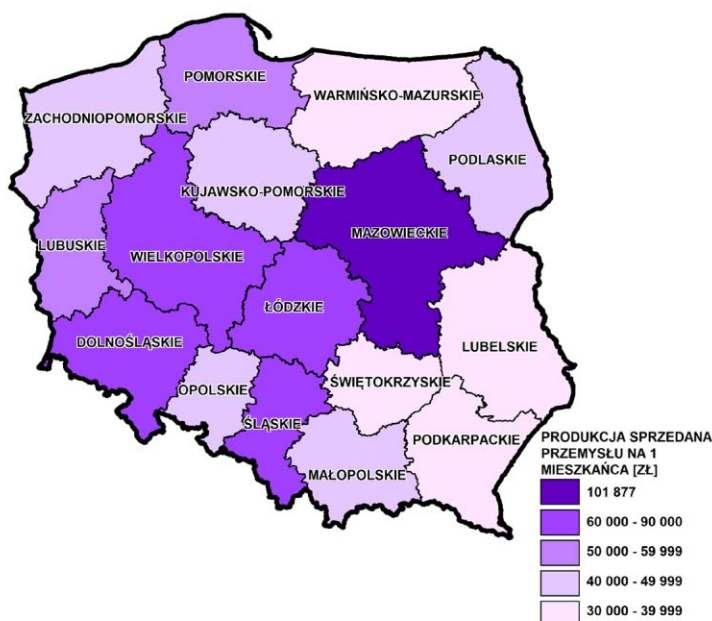 POMORSKIE
WARMIŃSKO-MAZURSKIE
ZACHODNIOPOMORSKIE
PODLASKIE
KUJAWSKO-POMORSKIE
MAZOWIECKIE
LUBUSKIE
WIELKOPOLSKIE
ŁÓDZKIE
DOLNOŚLĄSKIE
LUBELSKIE
OPOLSKIE
ŚWIĘTOKRZYSKIE
ŚLĄSKIE
PODKARPACKIE
MAŁOPOLSKIE
PRODUKCJA SPRZEDANA
PRZEMYSŁU NA 1
MIESZKAŃCA [ZŁ]
101 877
60 000 - 90 000
50 000 - 59 999
40 000 - 49 999
30 000 - 39 999